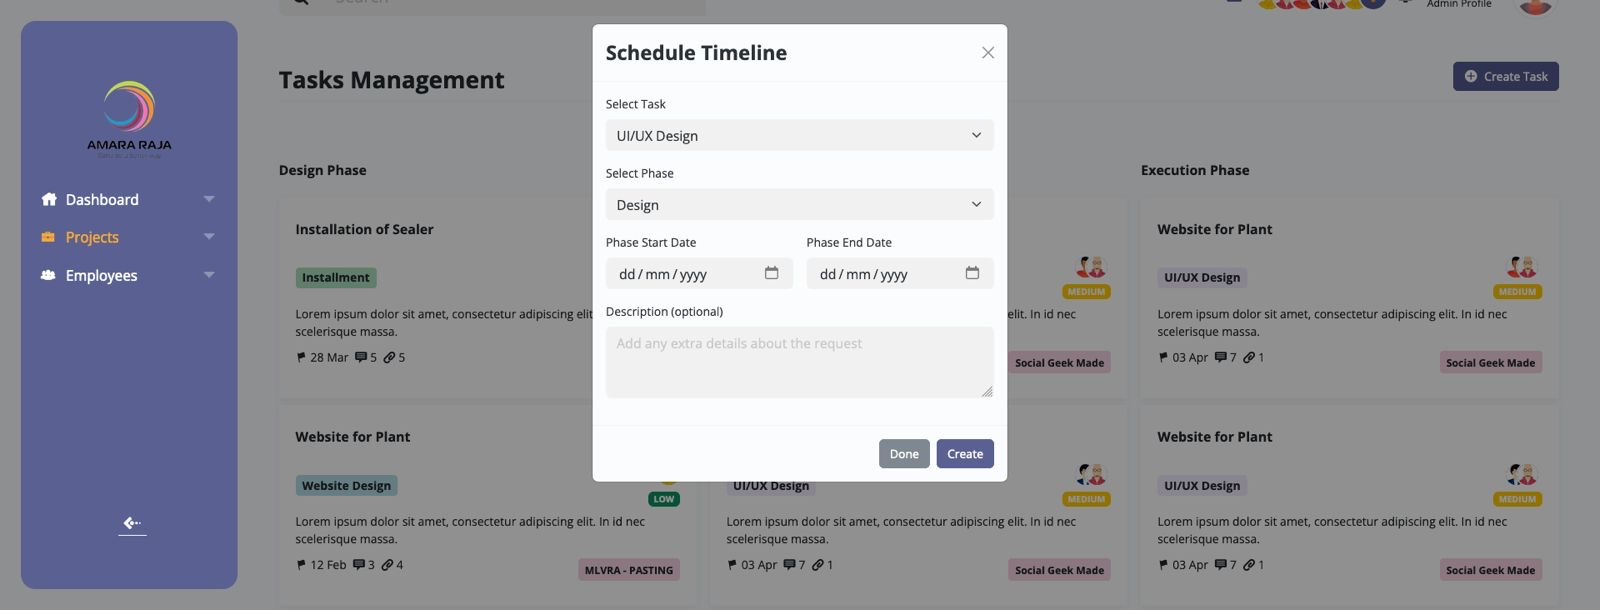 Search
Admin Profile
AMARA RAJA
Dashboard
Projects
Employees
Tasks Management
Create Task
Design Phase
Execution Phase
Installation of Sealer
Installment
Lorem ipsum dolor sit amet, consectetur adipiscing elit
scelerisque massa.
28 Mar 5 5
MEDIUM
elit. In id nec
Social Geek Made
Website for Plant
UI/UX Design
MEDIUM
Lorem ipsum dolor sit amet, consectetur adipiscing elit. In id nec
scelerisque massa.
03 Apr 7 1
Social Geek Made
Website for Plant
Website Design
LOW
Lorem ipsum dolor sit amet, consectetur adipiscing elit. In id nec
scelerisque massa.
12 Feb 3 4
MLVRA - PASTING
UI/UX Design
MEDIUM
Lorem ipsum dolor sit amet, consectetur adipiscing elit. In id nec
scelerisque massa.
03 Apr 7 1
Social Geek Made
Website for Plant
UI/UX Design
MEDIUM
Lorem ipsum dolor sit amet, consectetur adipiscing elit. In id nec
scelerisque massa.
03 Apr 7 1
Social Geek Made
Schedule Timeline
Select Task
UI/UX Design
Select Phase
Design
Phase Start Date
Phase End Date
dd / mm / yyyy
dd / mm / yyyy
Description (optional)
Add any extra details about the request
Done
Create